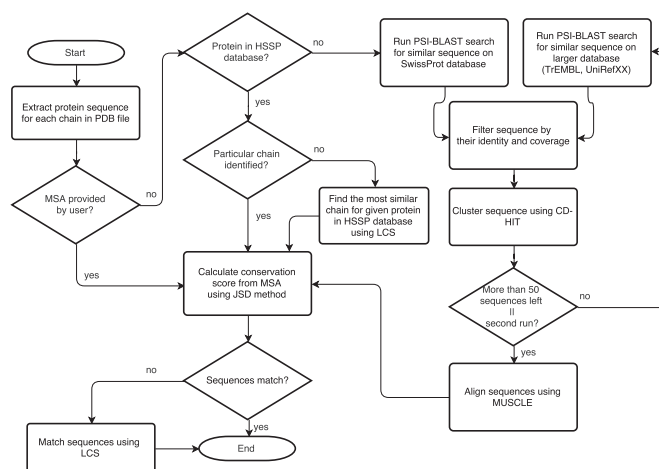 Start
Extract protein sequence
for each chain in PDB file
MSA provided
by user?
no
yes
Protein in HSSP
database?
no
yes
Particular chain
identified?
no
yes
Find the most similar
chain for given protein
in HSSP database
using LCS
Calculate conservation
score from MSA
using JSD method
Sequences match?
no
yes
Match sequences using
LCS
End
Run PSI-BLAST search
for similar sequence on
SwissProt database
Run PSI-BLAST search
for similar sequence on
larger database
(TrEMBL, UniRefXX)
Filter sequence by
their identity and coverage
Cluster sequence using CD-
HIT
More than 50
sequences left
II
second run?
no
yes
Align sequences using
MUSCLE